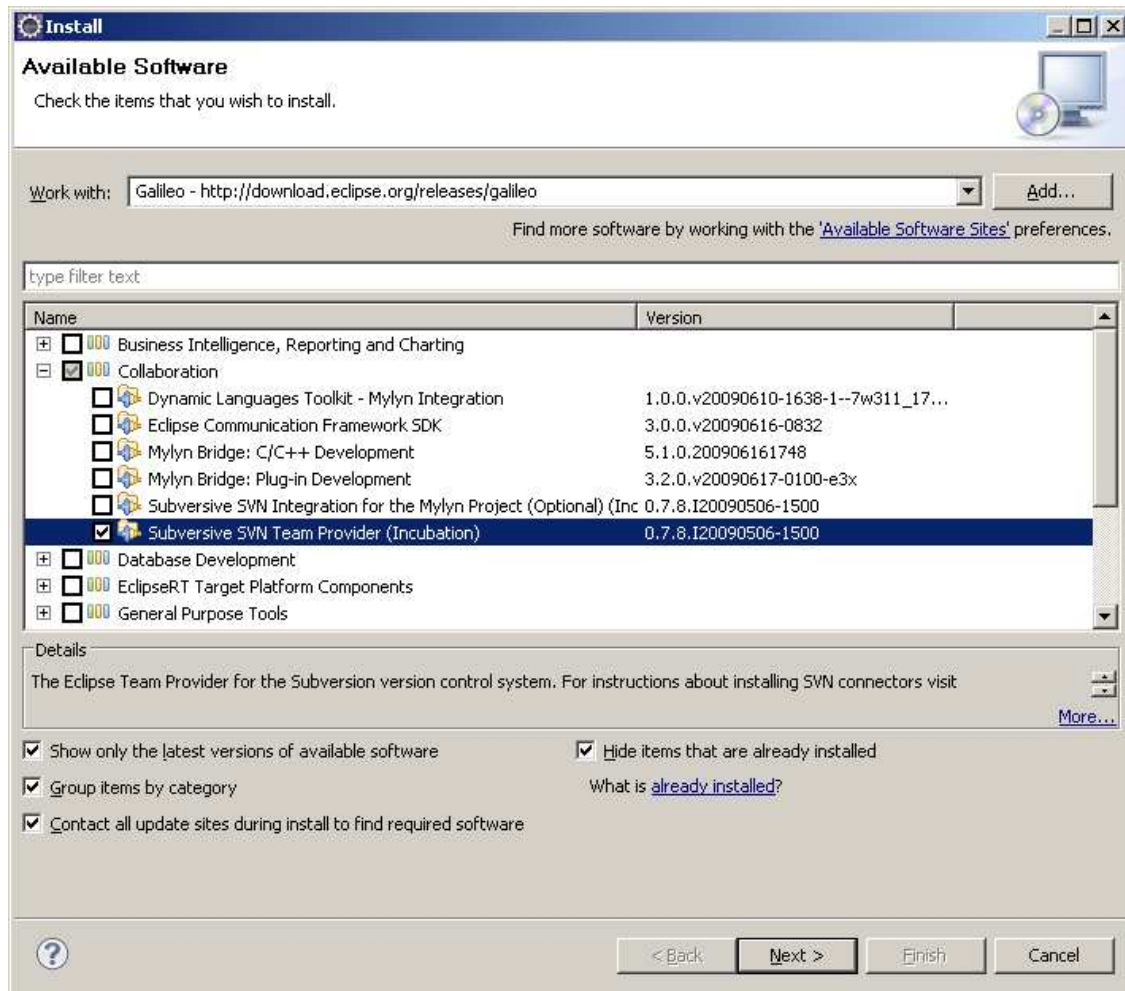 Install
Available Software
Check the items that you wish to install.
Work with: Galileo - http://download.eclipse.org/releases/galileo Add...
Find more software by working with the 'Available Software Sites' preferences.
type filter text
Name Version
Business Intelligence, Reporting and Charting
Collaboration
Dynamic Languages Toolkit - Mylyn Integration 1.0.0.v20090610-1638-1--7w311_17...
Eclipse Communication Framework SDK 3.0.0.v20090616-0832
Mylyn Bridge: C/C++ Development 5.1.0.200906161748
Mylyn Bridge: Plug-in Development 3.2.0.v20090617-0100-e3x
Subversive SVN Integration for the Mylyn Project (Optional) (Inc 0.7.8.I20090506-1500
Subversive SVN Team Provider (Incubation) 0.7.8.I20090506-1500
Database Development
EclipseRT Target Platform Components
General Purpose Tools
Details
The Eclipse Team Provider for the Subversion version control system. For instructions about installing SVN connectors visit
More...
Show only the latest versions of available software Hide items that are already installed
Group items by category What is already installed?
Contact all update sites during install to find required software
? < Back Next > Finish Cancel